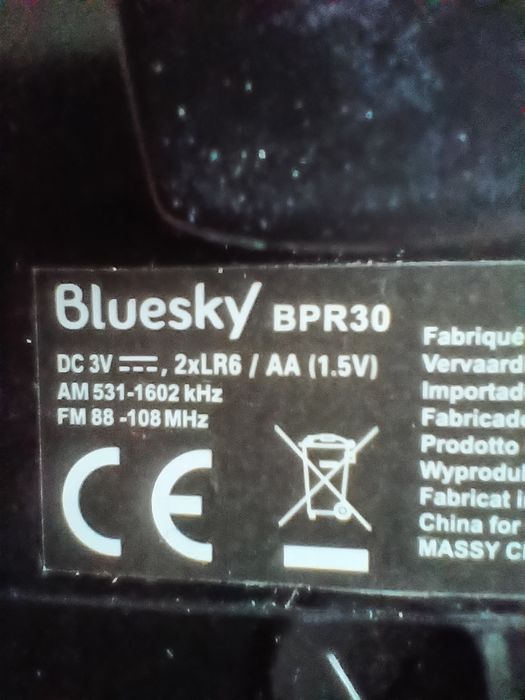 Bluesky BPR30
DC 3V ⎓, 2xLR6 / AA (1.5V)
AM 531-1602 kHz
FM 88 -108 MHz
CE
Fabriqué
Vervaard
Importad
Fabricado
Prodotto
Wyprodu
Fabricat i
China for
MASSY C